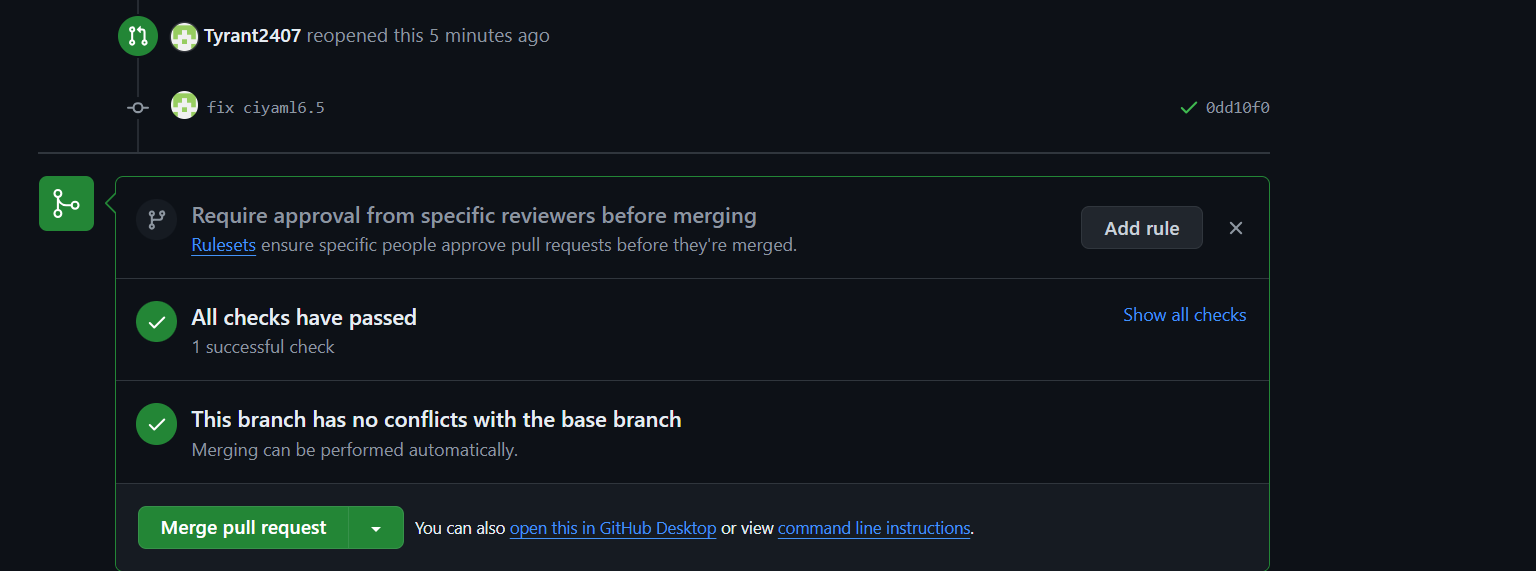 Tyrant2407 reopened this 5 minutes ago
fix ciyaml6.5 0dd10f0
Require approval from specific reviewers before merging
Rulesets ensure specific people approve pull requests before they're merged.
Add rule
All checks have passed
1 successful check
Show all checks
This branch has no conflicts with the base branch
Merging can be performed automatically.
Merge pull request
You can also open this in GitHub Desktop or view command line instructions.